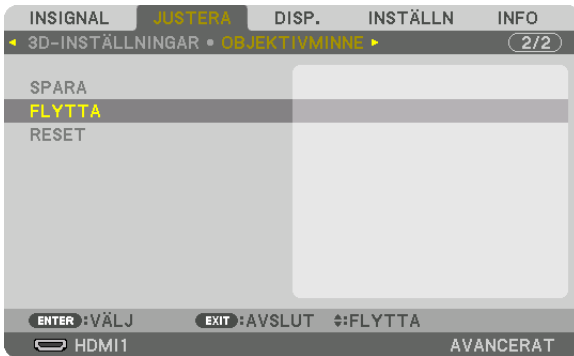 INSIGNAL JUSTERA DISP. INSTÄLLN INFO
3D-INSTÄLLNINGAR • OBJEKTIVMINNE 2/2
SPARA
FLYTTA
RESET
ENTER :VÄLJ EXIT :AVSLUT :FLYTTA
HDMI1 AVANCERAT